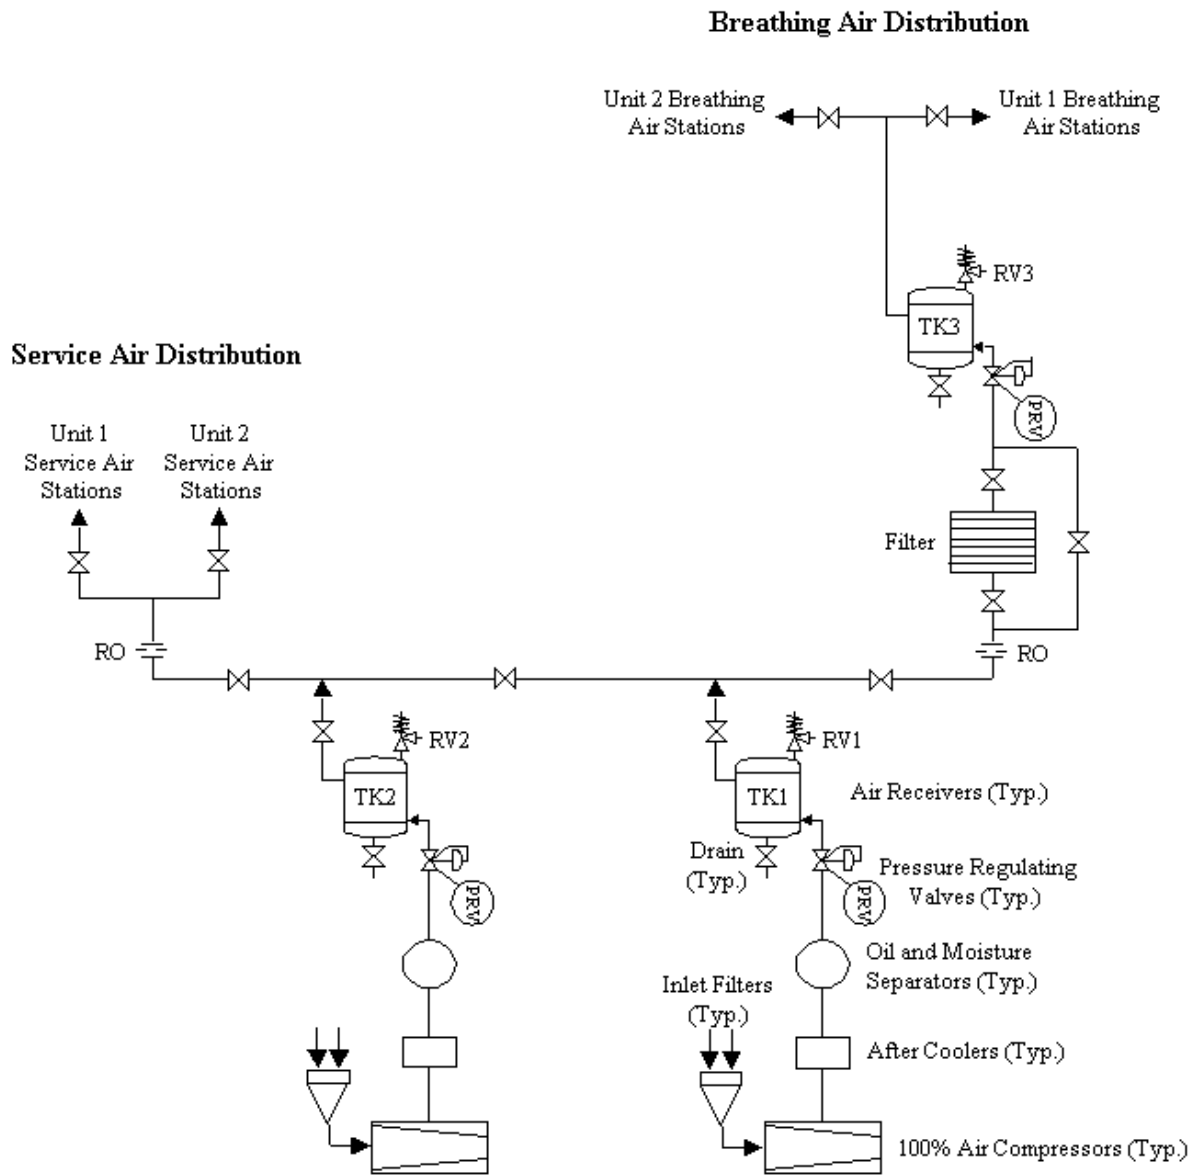 Breathing Air Distribution
Unit 2 Breathing
Air Stations
Unit 1 Breathing
Air Stations
RV3
TK3
PRV
Service Air Distribution
Unit 1
Service Air
Stations
Unit 2
Service Air
Stations
Filter
RO
RO
RV2
RV1
TK2
TK1
Air Receivers (Typ.)
Drain
(Typ.)
Pressure Regulating
Valves (Typ.)
PRV
PRV
Oil and Moisture
Separators (Typ.)
Inlet Filters
(Typ.)
After Coolers (Typ.)
100% Air Compressors (Typ.)